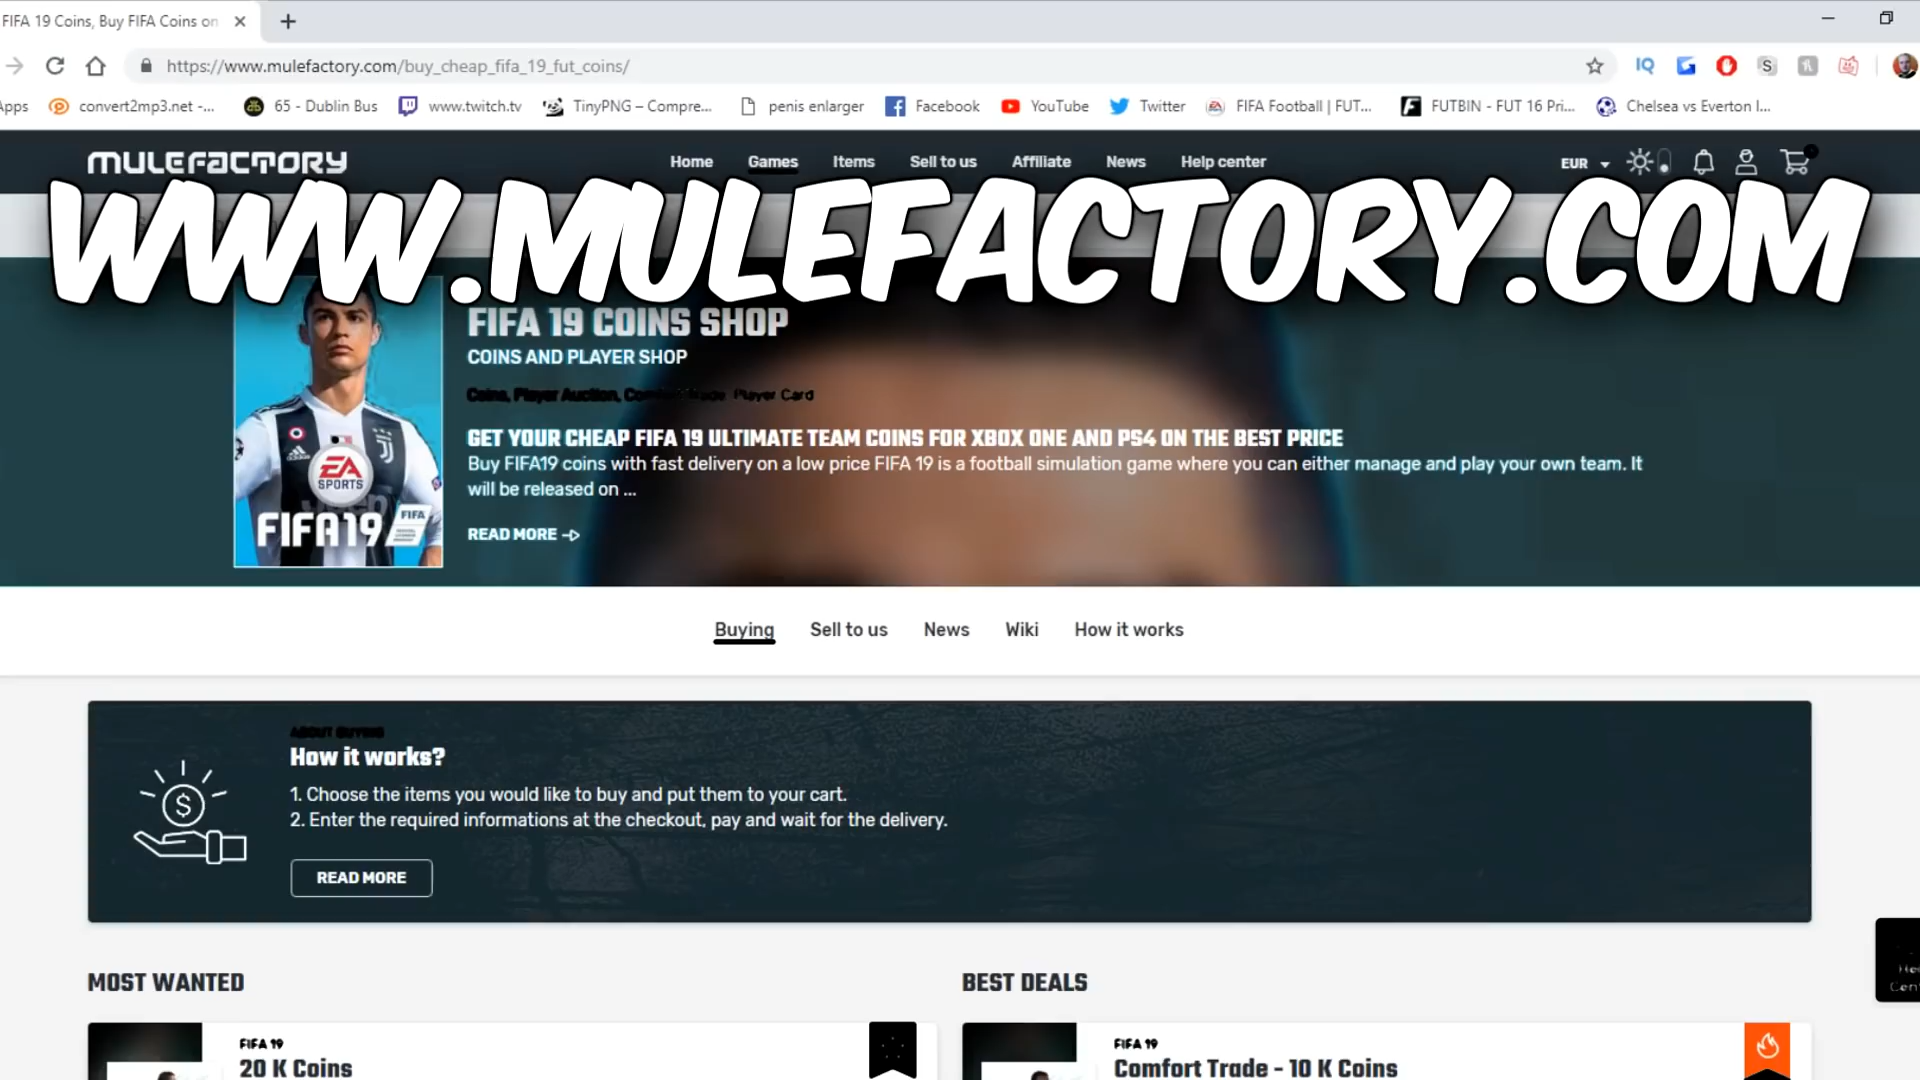 FIFA 19 Coins, Buy FIFA Coins on
https://www.mulefactory.com/buy_cheap_fifa_19_fut_coins/
IQ
S
Apps convert2mp3.net -... 65 - Dublin Bus www.twitch.tv TinyPNG – Compre... penis enlarger Facebook YouTube Twitter FIFA Football | FUT... FUTBIN - FUT 16 Pri... Chelsea vs Everton l...
MULEFACTORY Home Games Items Sell to us Affiliate News Help center EUR
WWW.MULEFACTORY.COM
FIFA 19 COINS SHOP
COINS AND PLAYER SHOP
Coins, Player Auction, Comfort Trade, Player Card
GET YOUR CHEAP FIFA 19 ULTIMATE TEAM COINS FOR XBOX ONE AND PS4 ON THE BEST PRICE
Buy FIFA19 coins with fast delivery on a low price FIFA 19 is a football simulation game where you can either manage and play your own team. It
will be released on ...
READ MORE
EA
SPORTS
Jeep
FIFA19
FIFA
Buying Sell to us News Wiki How it works
ABOUT BUYING
How it works?
1. Choose the items you would like to buy and put them to your cart.
2. Enter the required informations at the checkout, pay and wait for the delivery.
READ MORE
MOST WANTED
FIFA 19
20 K Coins
BEST DEALS
FIFA 19
Comfort Trade - 10 K Coins